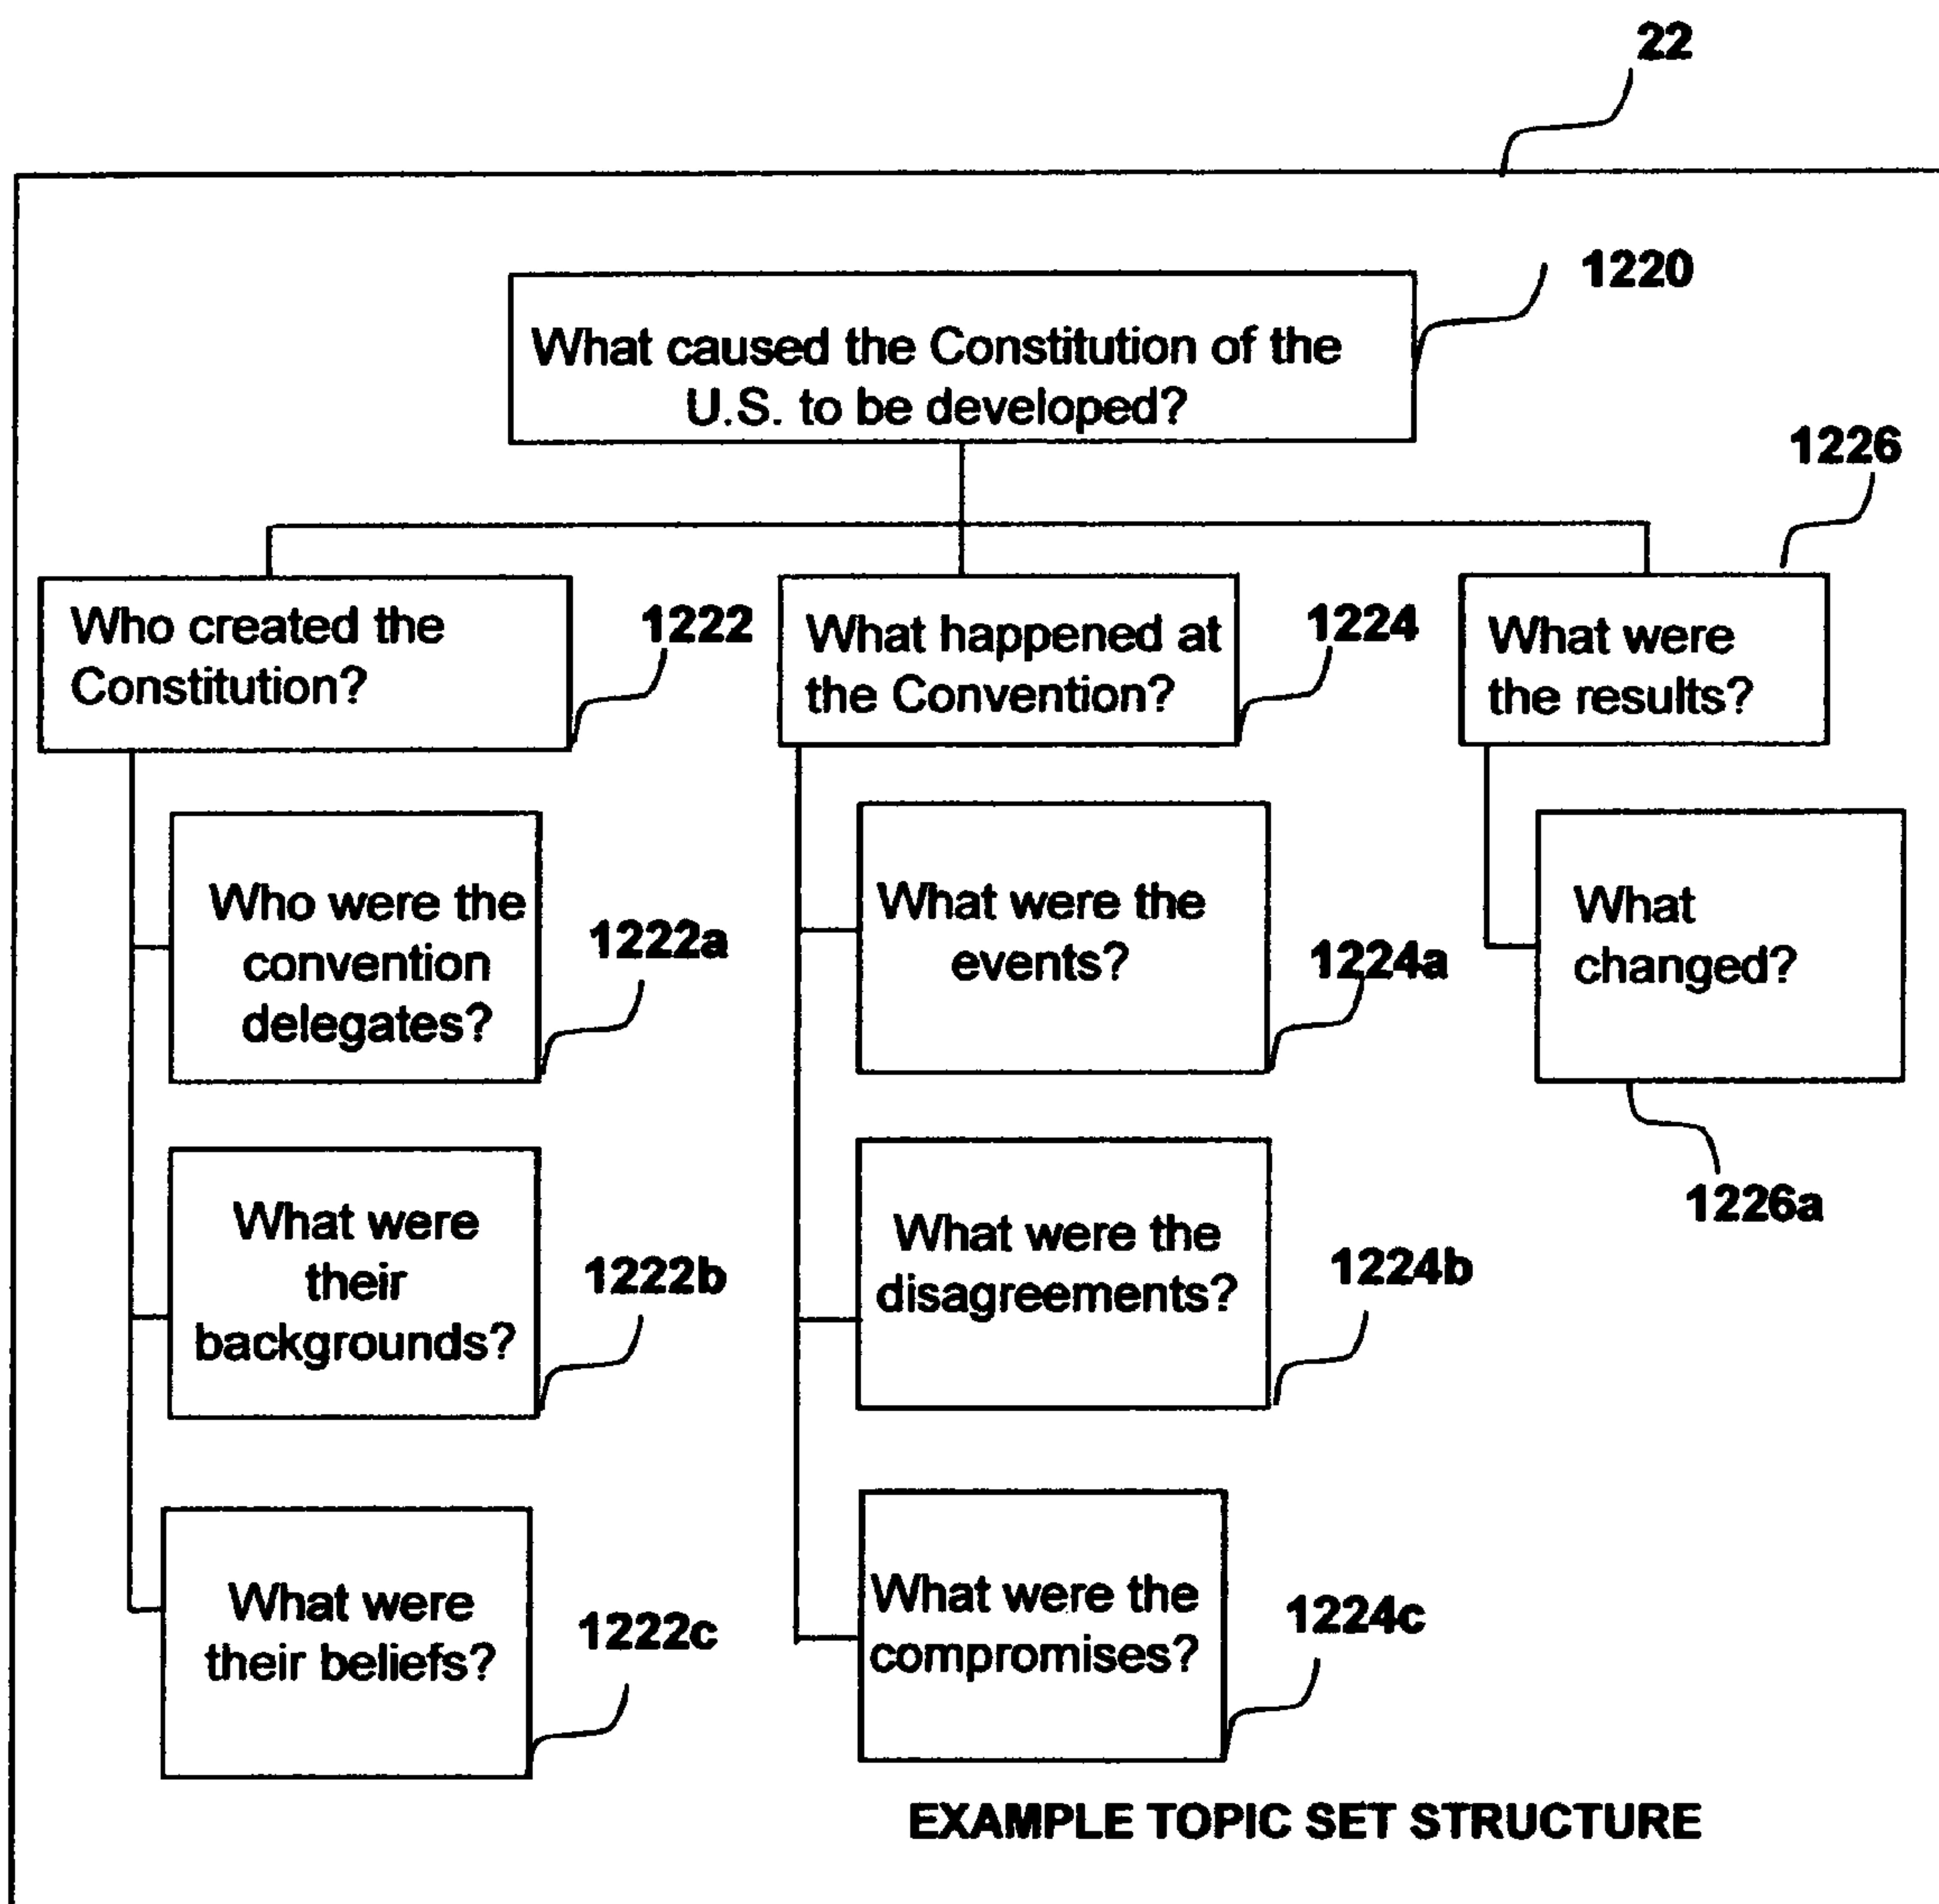 22
1220
What caused the Constitution of the
U.S. to be developed?
1226
Who created the
Constitution?
1222
What happened at
the Convention?
1224
What were
the results?
Who were the
convention
delegates?
1222a
What were the
events?
1224a
What
changed?
1226a
What were
their
backgrounds?
1222b
What were the
disagreements?
1224b
What were
their beliefs?
1222c
What were the
compromises?
1224c
EXAMPLE TOPIC SET STRUCTURE